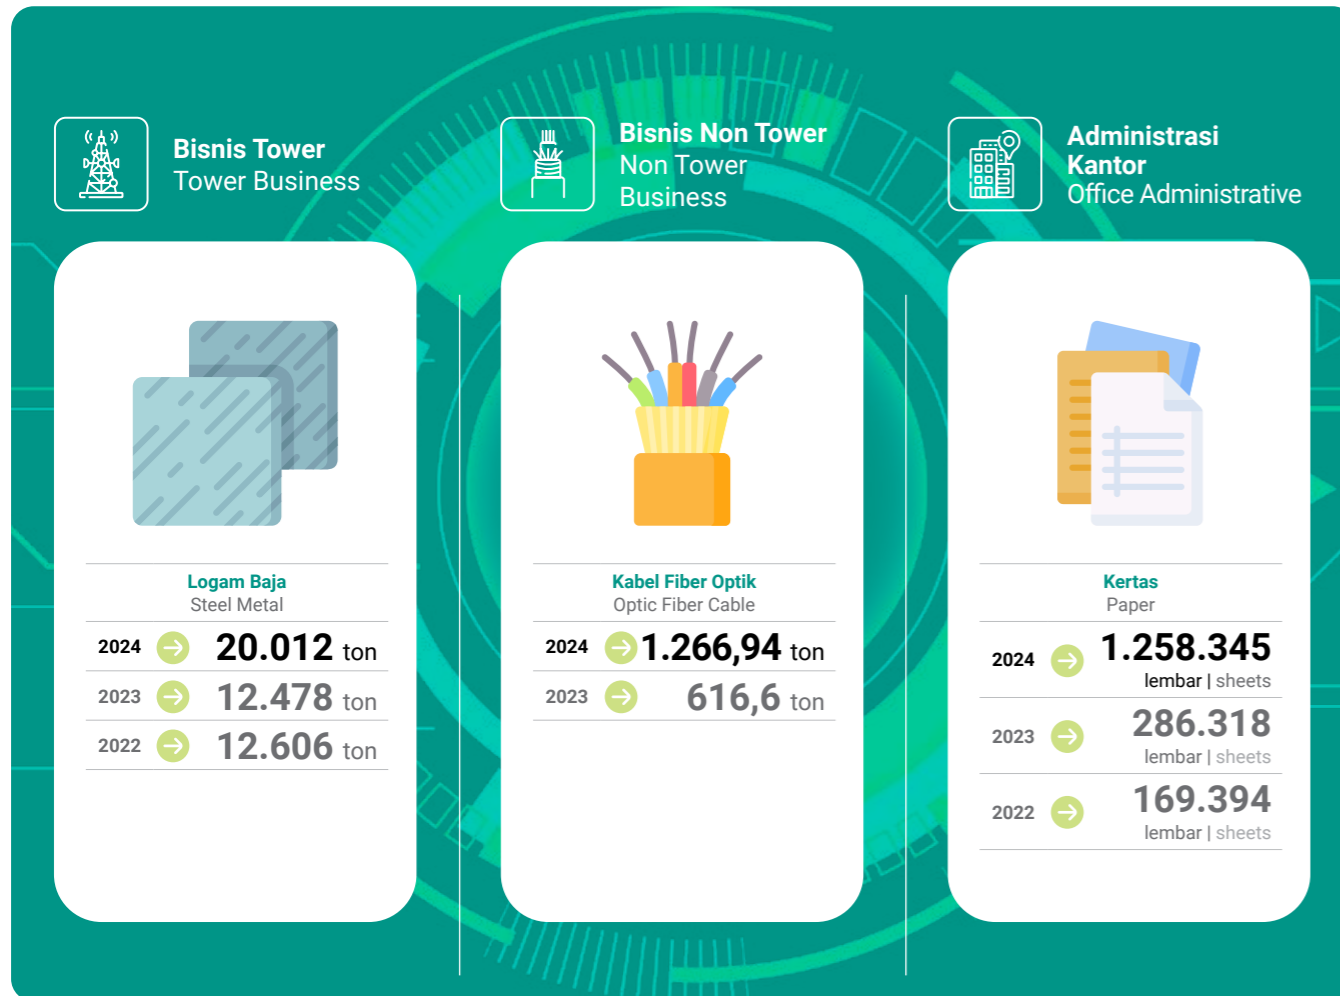 Bisnis Tower
Tower Business
Bisnis Non Tower
Non Tower
Business
Administrasi
Kantor
Office Administrative
Logam Baja
Steel Metal
2024 20.012 ton
2023 12.478 ton
2022 12.606 ton
Kabel Fiber Optik
Optic Fiber Cable
2024 1.266,94 ton
2023 616,6 ton
Kertas
Paper
2024 1.258.345
lembar | sheets
2023 286.318
lembar | sheets
2022 169.394
lembar | sheets